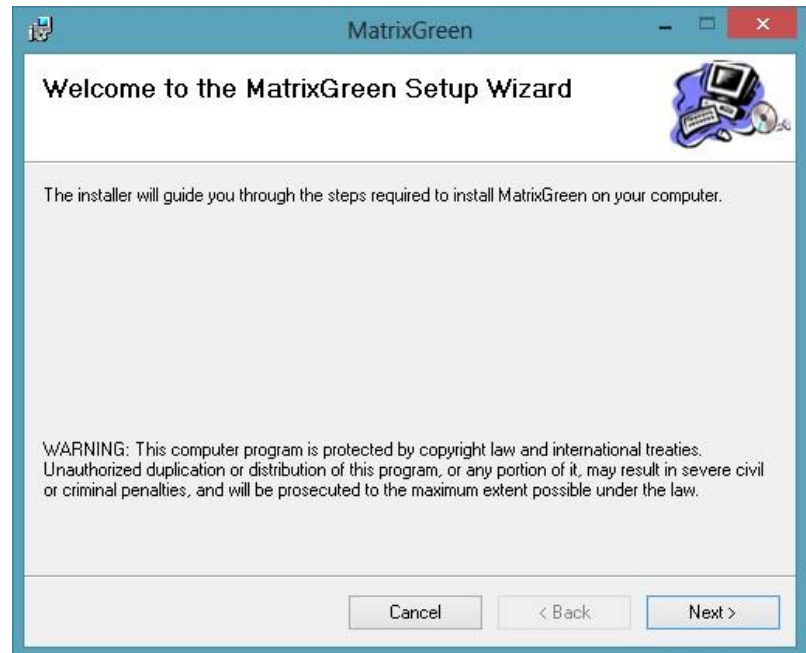 MatrixGreen
Welcome to the MatrixGreen Setup Wizard
The installer will guide you through the steps required to install MatrixGreen on your computer.
WARNING: This computer program is protected by copyright law and international treaties.
Unauthorized duplication or distribution of this program, or any portion of it, may result in severe civil
or criminal penalties, and will be prosecuted to the maximum extent possible under the law.
Cancel < Back Next >